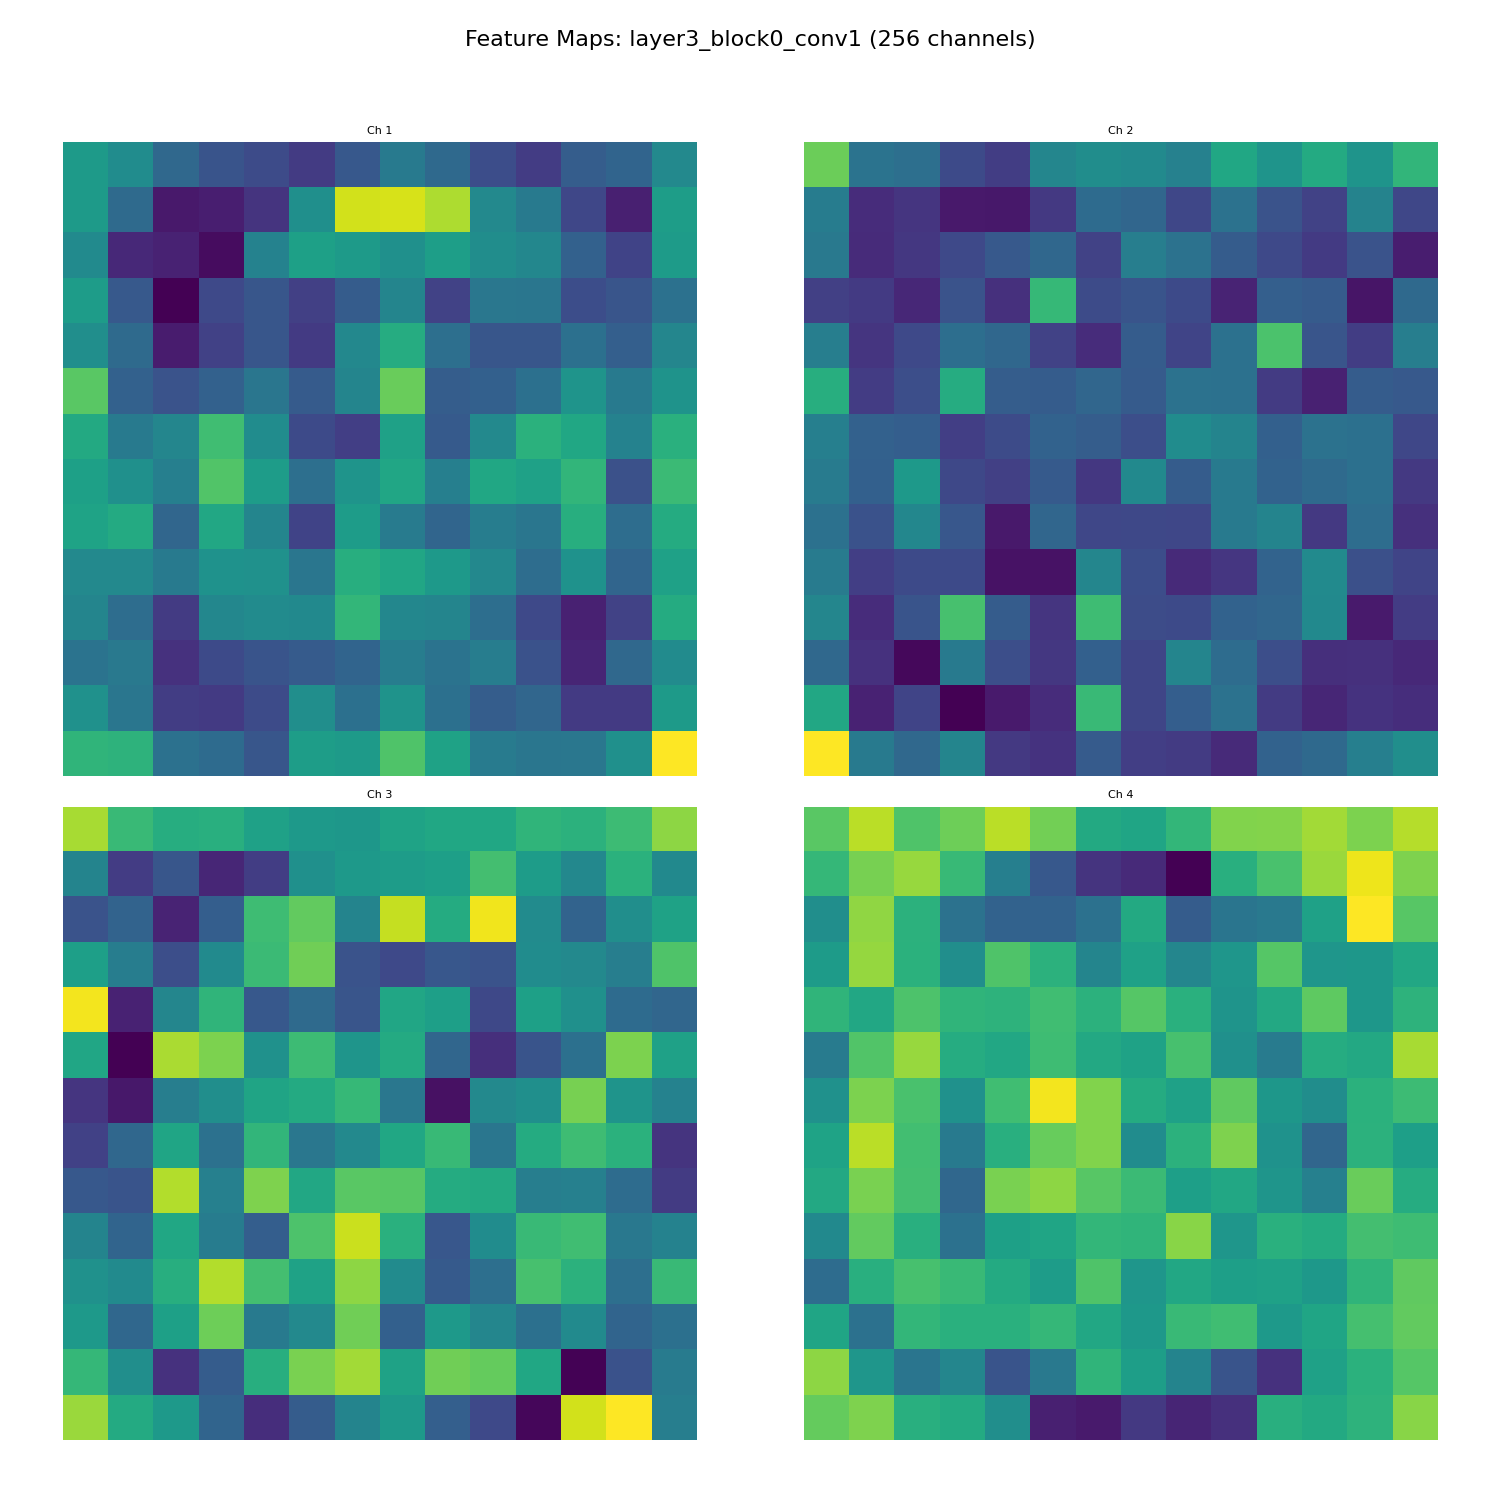 Feature Maps: layer3_block0_conv1 (256 channels)
Ch 1
Ch 2
Ch 3
Ch 4